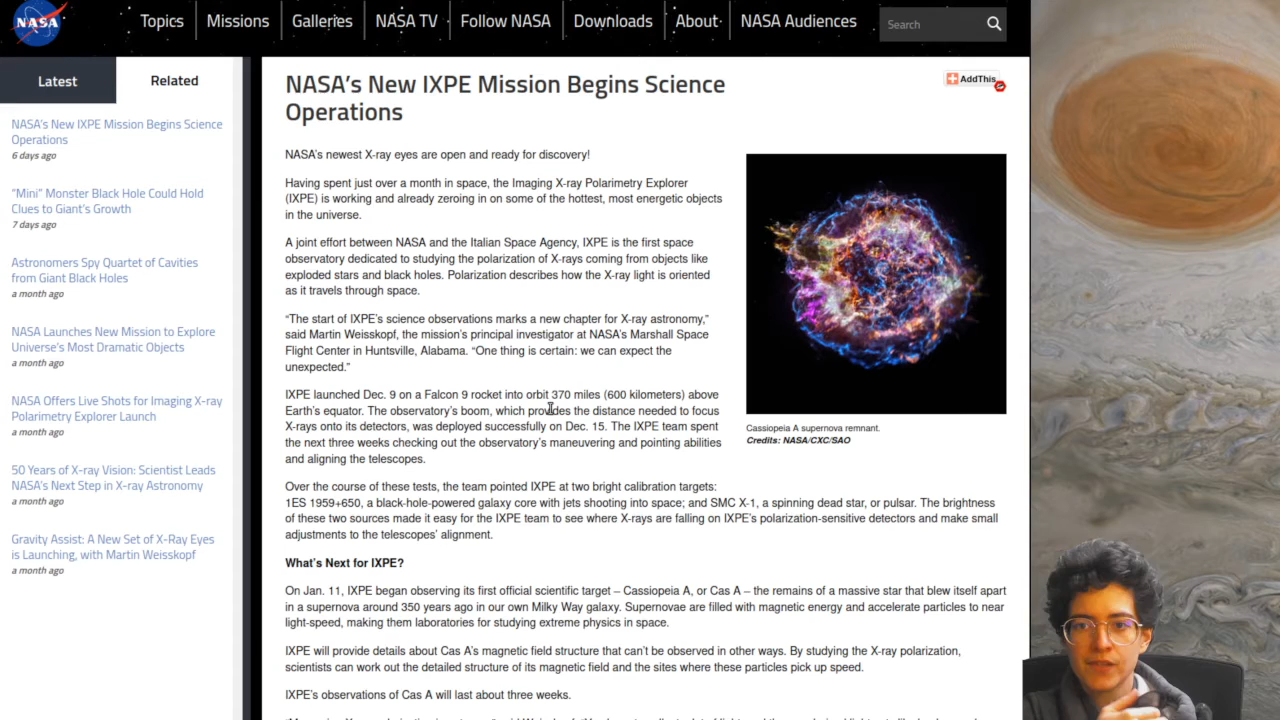 NASA
Topics
Missions
Galleries
NASA TV
Follow NASA
Downloads
About
NASA Audiences
Search
Latest
Related
NASA's New IXPE Mission Begins Science
Operations
6 days ago
“Mini” Monster Black Hole Could Hold
Clues to Giant's Growth
7 days ago
Astronomers Spy Quartet of Cavities
from Giant Black Holes
a month ago
NASA Launches New Mission to Explore
Universe's Most Dramatic Objects
a month ago
NASA Offers Live Shots for Imaging X-ray
Polarimetry Explorer Launch
a month ago
50 Years of X-ray Vision: Scientist Leads
NASA's Next Step in X-ray Astronomy
a month ago
Gravity Assist: A New Set of X-Ray Eyes
is Launching, with Martin Weisskopf
a month ago
NASA’s New IXPE Mission Begins Science
Operations
AddThis
NASA’s newest X-ray eyes are open and ready for discovery!
Having spent just over a month in space, the Imaging X-ray Polarimetry Explorer
(IXPE) is working and already zeroing in on some of the hottest, most energetic objects
in the universe.
A joint effort between NASA and the Italian Space Agency, IXPE is the first space
observatory dedicated to studying the polarization of X-rays coming from objects like
exploded stars and black holes. Polarization describes how the X-ray light is oriented
as it travels through space.
“The start of IXPE’s science observations marks a new chapter for X-ray astronomy,”
said Martin Weisskopf, the mission’s principal investigator at NASA’s Marshall Space
Flight Center in Huntsville, Alabama. “One thing is certain: we can expect the
unexpected.”
IXPE launched Dec. 9 on a Falcon 9 rocket into orbit 370 miles (600 kilometers) above
Earth’s equator. The observatory’s boom, which provides the distance needed to focus
X-rays onto its detectors, was deployed successfully on Dec. 15. The IXPE team spent
the next three weeks checking out the observatory’s maneuvering and pointing abilities
and aligning the telescopes.
Cassiopeia A supernova remnant.
Credits: NASA/CXC/SAO
Over the course of these tests, the team pointed IXPE at two bright calibration targets:
1ES 1959+650, a black-hole-powered galaxy core with jets shooting into space; and SMC X-1, a spinning dead star, or pulsar. The brightness
of these two sources made it easy for the IXPE team to see where X-rays are falling on IXPE’s polarization-sensitive detectors and make small
adjustments to the telescopes’ alignment.
What’s Next for IXPE?
On Jan. 11, IXPE began observing its first official scientific target – Cassiopeia A, or Cas A – the remains of a massive star that blew itself apart
in a supernova around 350 years ago in our own Milky Way galaxy. Supernovae are filled with magnetic energy and accelerate particles to near
light-speed, making them laboratories for studying extreme physics in space.
IXPE will provide details about Cas A’s magnetic field structure that can’t be observed in other ways. By studying the X-ray polarization,
scientists can work out the detailed structure of its magnetic field and the sites where these particles pick up speed.
IXPE’s observations of Cas A will last about three weeks.